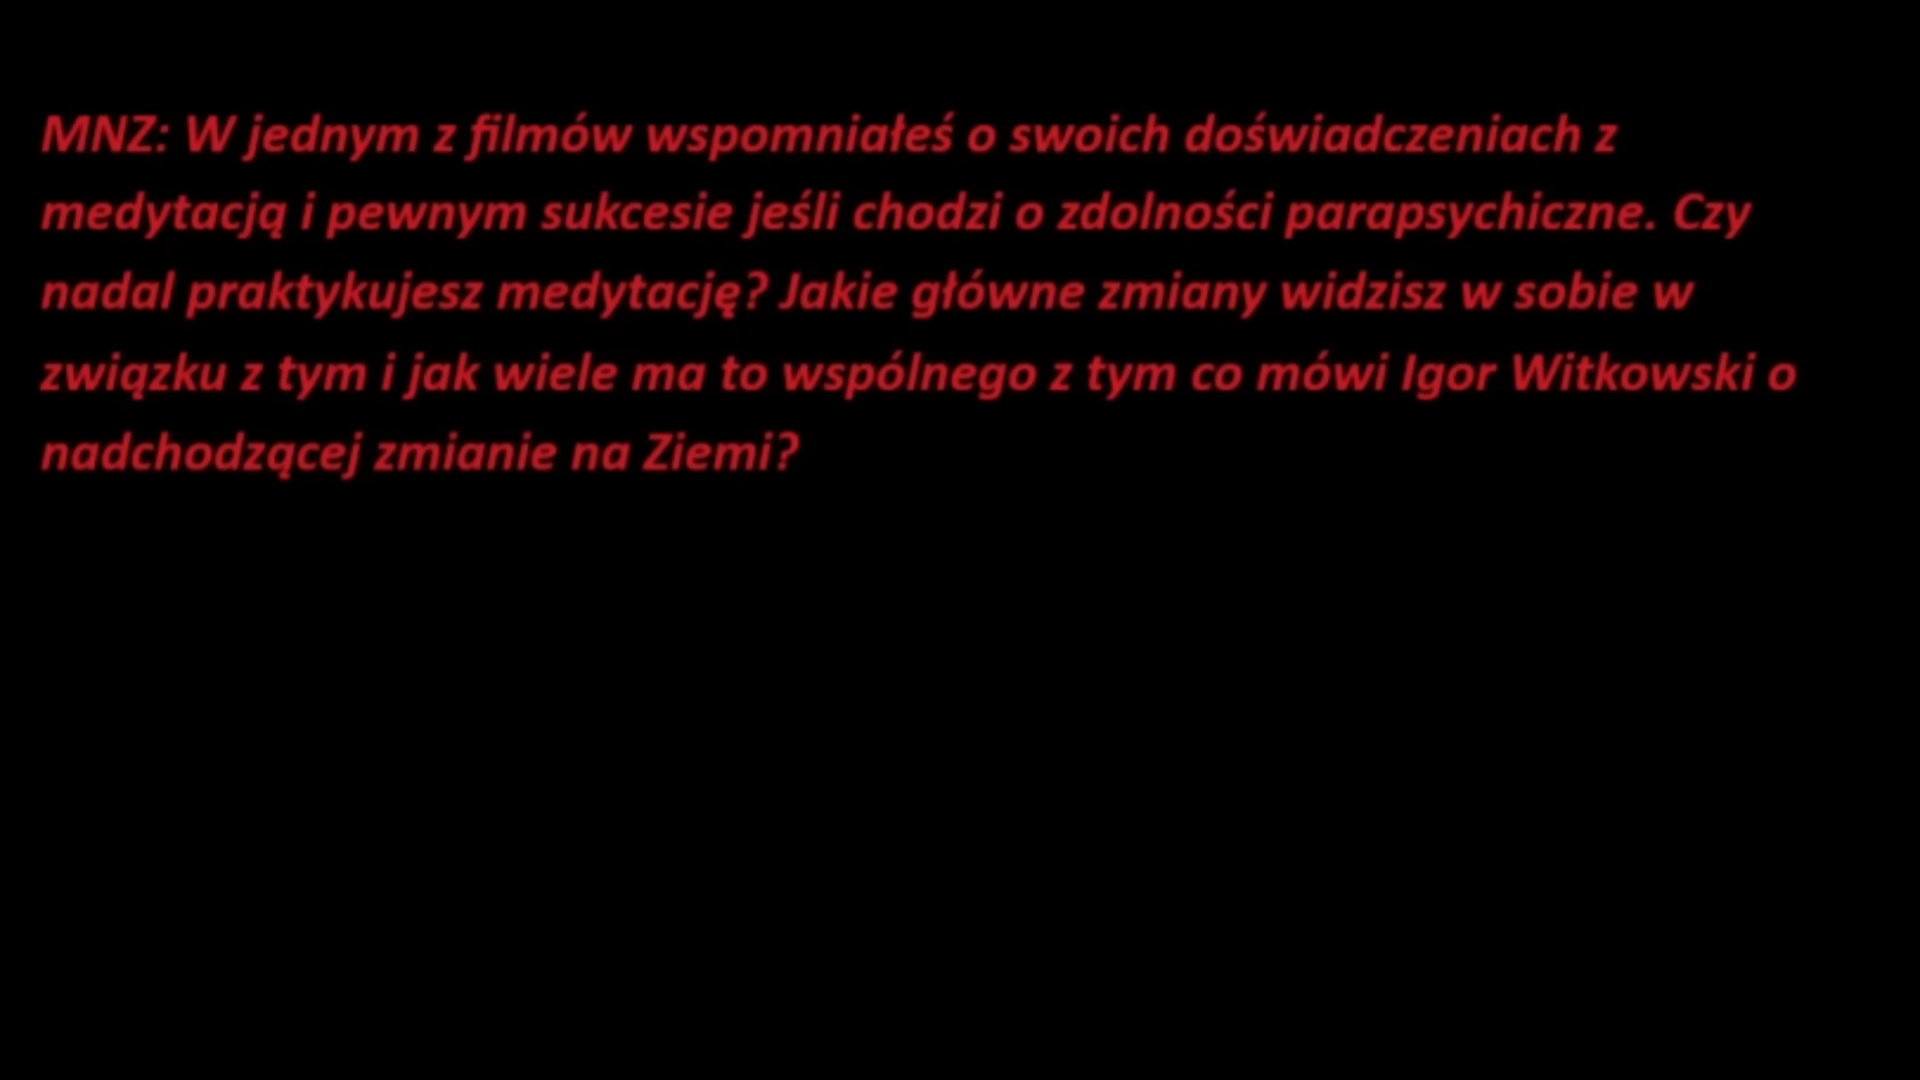 MNZ: W jednym z filmów wspomniałeś o swoich doświadczeniach z
medytacją i pewnym sukcesie jeśli chodzi o zdolności parapsychiczne. Czy
nadal praktykujesz medytację? Jakie główne zmiany widzisz w sobie w
związku z tym i jak wiele ma to wspólnego z tym co mówi Igor Witkowski o
nadchodzącej zmianie na Ziemi?